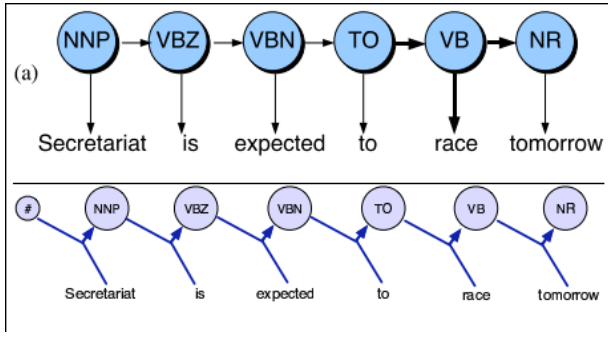 NNP VBZ VBN TO VB NR
(a)
Secretariat is expected to race tomorrow
# NNP VBZ VBN TO VB NR
Secretariat is expected to race tomorrow